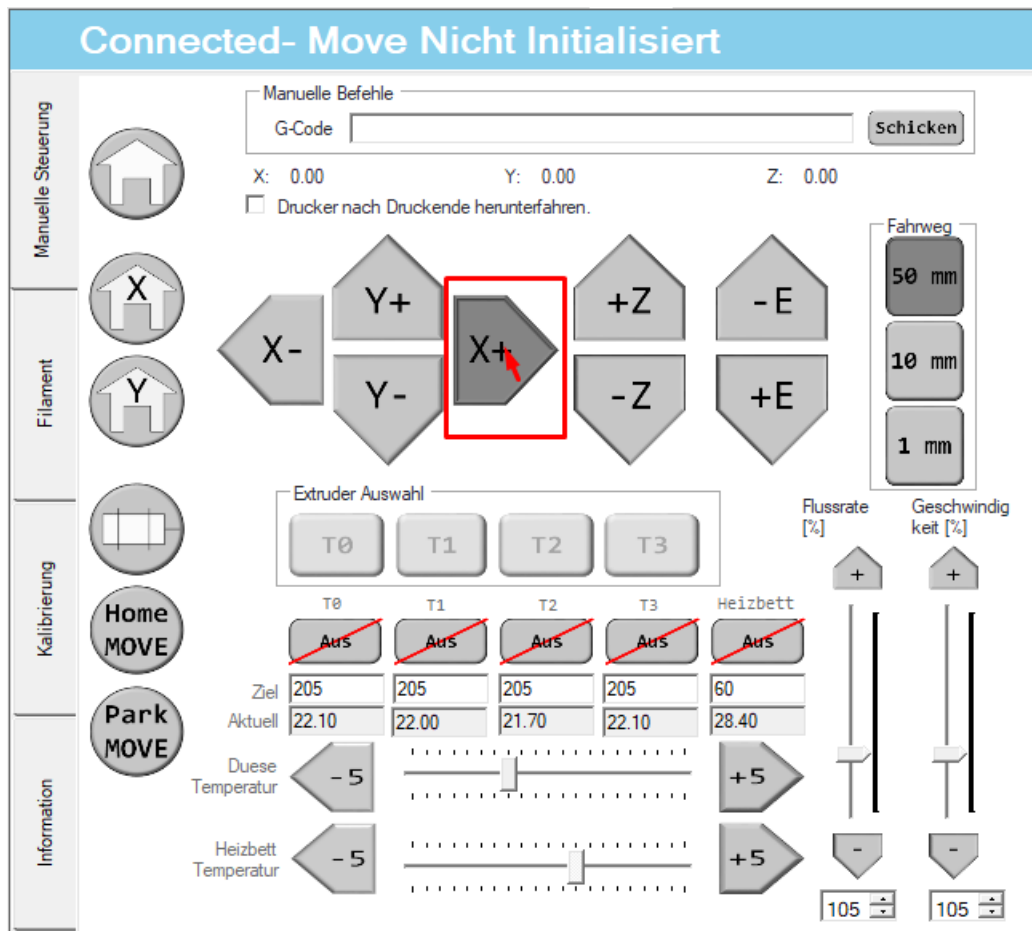 Connected- Move Nicht Initialisiert
Manuelle Steuerung
Filament
Kalibrierung
Information
Manuelle Befehle
G-Code
Schicken
X: 0.00 Y: 0.00 Z: 0.00
Drucker nach Druckende herunterfahren.
X
Y
Home
MOVE
Park
MOVE
X-
Y+
Y-
X+
+Z
-Z
-E
+E
Fahrweg
50 mm
10 mm
1 mm
Extruder Auswahl
T0 T1 T2 T3
T0 T1 T2 T3 Heizbett
Aus Aus Aus Aus Aus
Ziel 205 205 205 205 60
Aktuell 22.10 22.00 21.70 22.10 28.40
Duese
Temperatur
-5 +5
Heizbett
Temperatur
-5 +5
Flussrate
[%]
+
-
105
Geschwindig
keit [%]
+
-
105